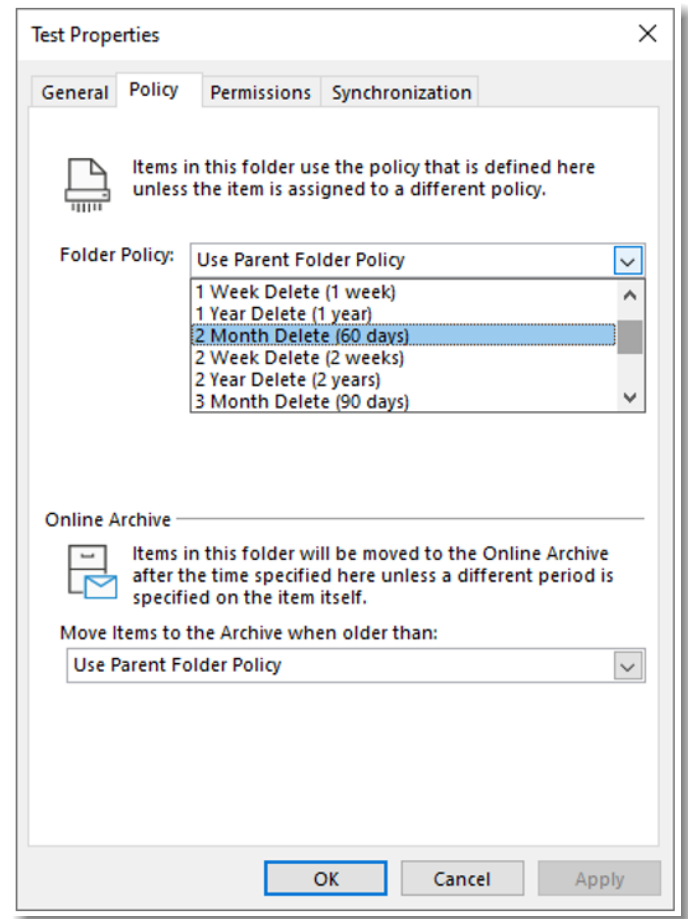 Test Properties
General Policy Permissions Synchronization
Items in this folder use the policy that is defined here
unless the item is assigned to a different policy.
Folder Policy: Use Parent Folder Policy
1 Week Delete (1 week)
1 Year Delete (1 year)
2 Month Delete (60 days)
2 Week Delete (2 weeks)
2 Year Delete (2 years)
3 Month Delete (90 days)
Online Archive
Items in this folder will be moved to the Online Archive
after the time specified here unless a different period is
specified on the item itself.
Move Items to the Archive when older than:
Use Parent Folder Policy
OK Cancel Apply